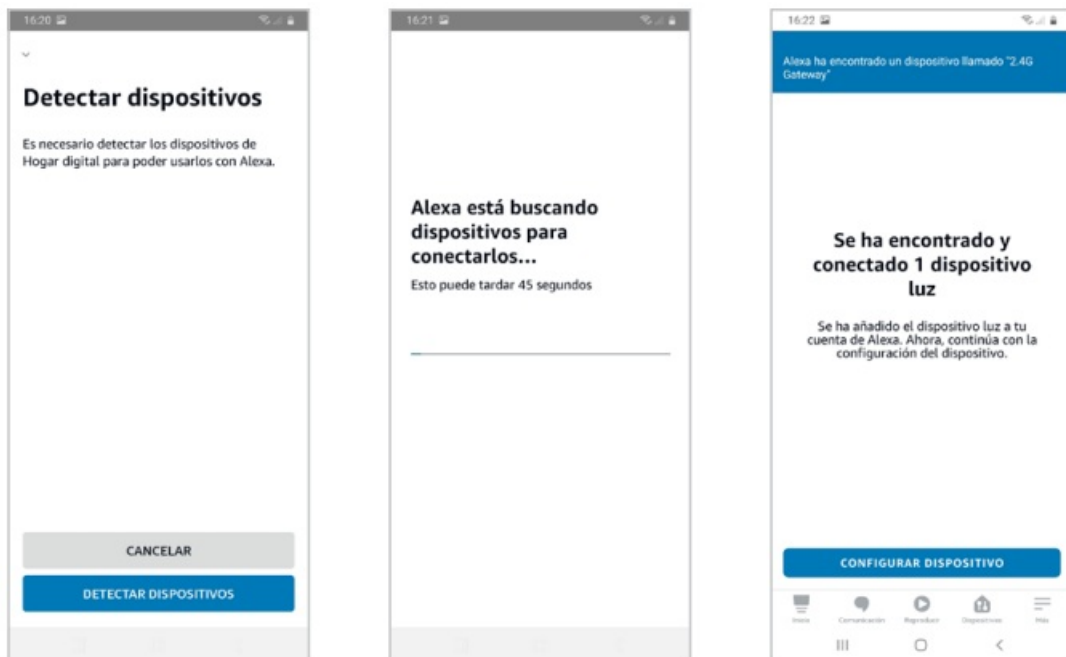 16:20
Detectar dispositivos
Es necesario detectar los dispositivos de
Hogar digital para poder usarlos con Alexa.
CANCELAR
DETECTAR DISPOSITIVOS
16:21
Alexa está buscando
dispositivos para
conectarlos...
Esto puede tardar 45 segundos
16:22
Alexa ha encontrado un dispositivo llamado "2.4G
Gateway"
Se ha encontrado y
conectado 1 dispositivo
luz
Se ha añadido el dispositivo luz a tu
cuenta de Alexa. Ahora, continúa con la
configuración del dispositivo.
CONFIGURAR DISPOSITIVO
Inicio Comunicación Reproducir Dispositivos Más